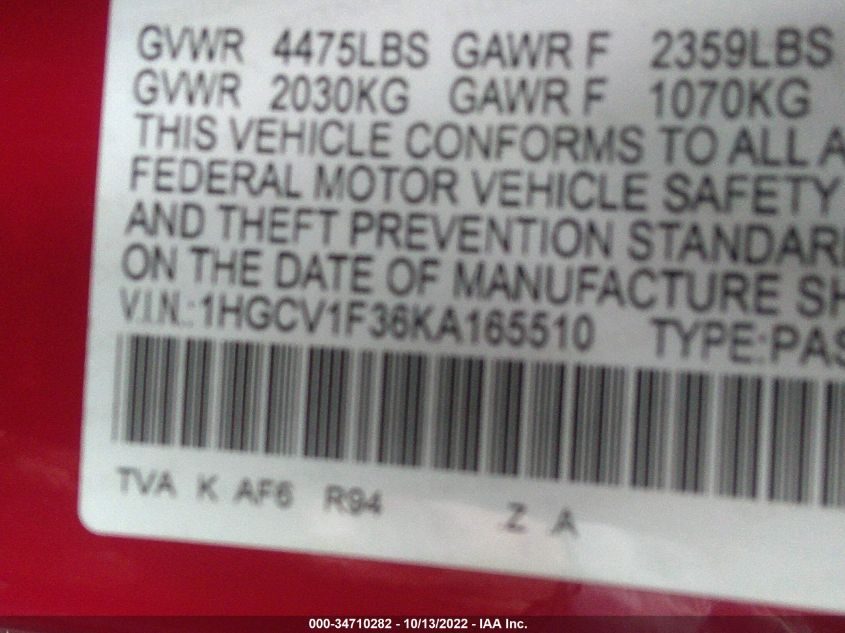 GVWR 4475LBS GAWR F 2359LBS
GVWR 2030KG GAWR F 1070KG
THIS VEHICLE CONFORMS TO ALL A
FEDERAL MOTOR VEHICLE SAFETY
AND THEFT PREVENTION STANDAR
ON THE DATE OF MANUFACTURE SH
V.I.N.: 1HGCV1F36KA165510 TYPE:PAS
TVA K AF6 R94 Z A
000-34710282 - 10/13/2022 - IAA Inc.